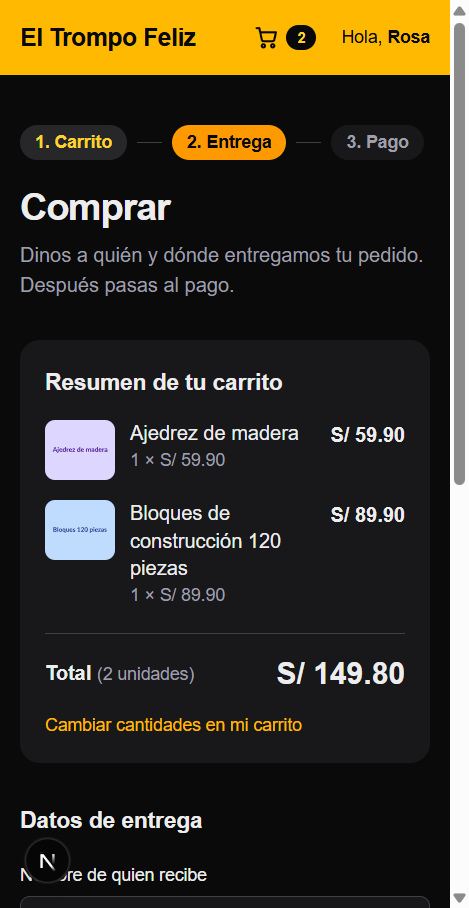 El Trompo Feliz
2
Hola, Rosa
1. Carrito
2. Entrega
3. Pago
Comprar
Dinos a quién y dónde entregamos tu pedido.
Después pasas al pago.
Resumen de tu carrito
Ajedrez de madera
Ajedrez de madera
S/ 59.90
1 × S/ 59.90
Bloques 120 piezas
Bloques de
construcción 120
piezas
S/ 89.90
1 × S/ 89.90
Total (2 unidades)
S/ 149.80
Cambiar cantidades en mi carrito
Datos de entrega
N
de quien recibe